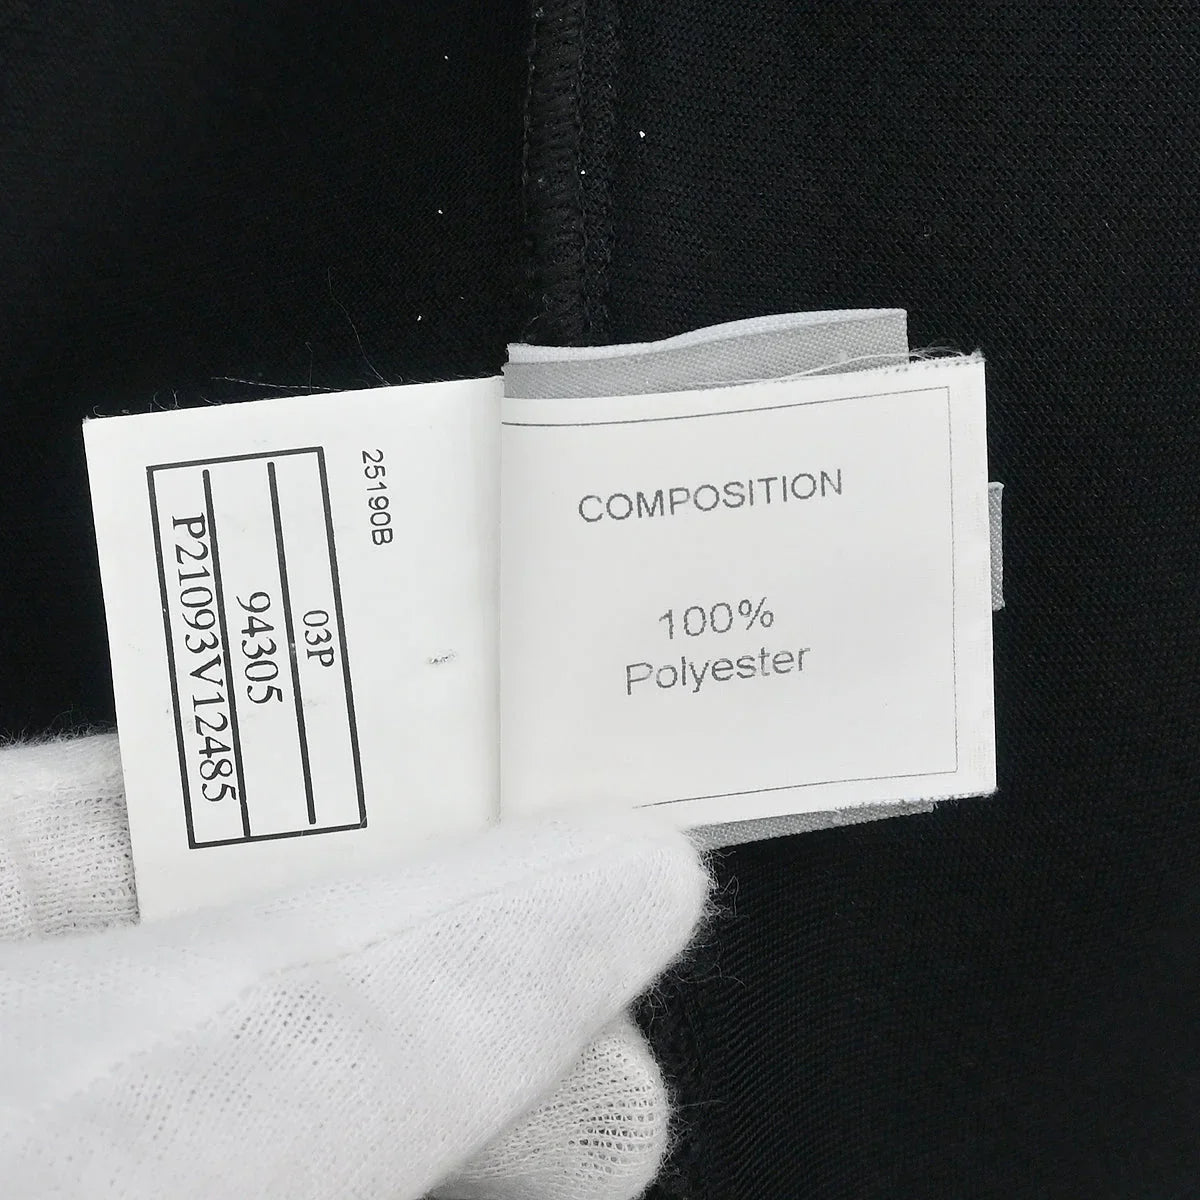 25190B
03P
94305
P21093V12485
COMPOSITION
100%
Polyester